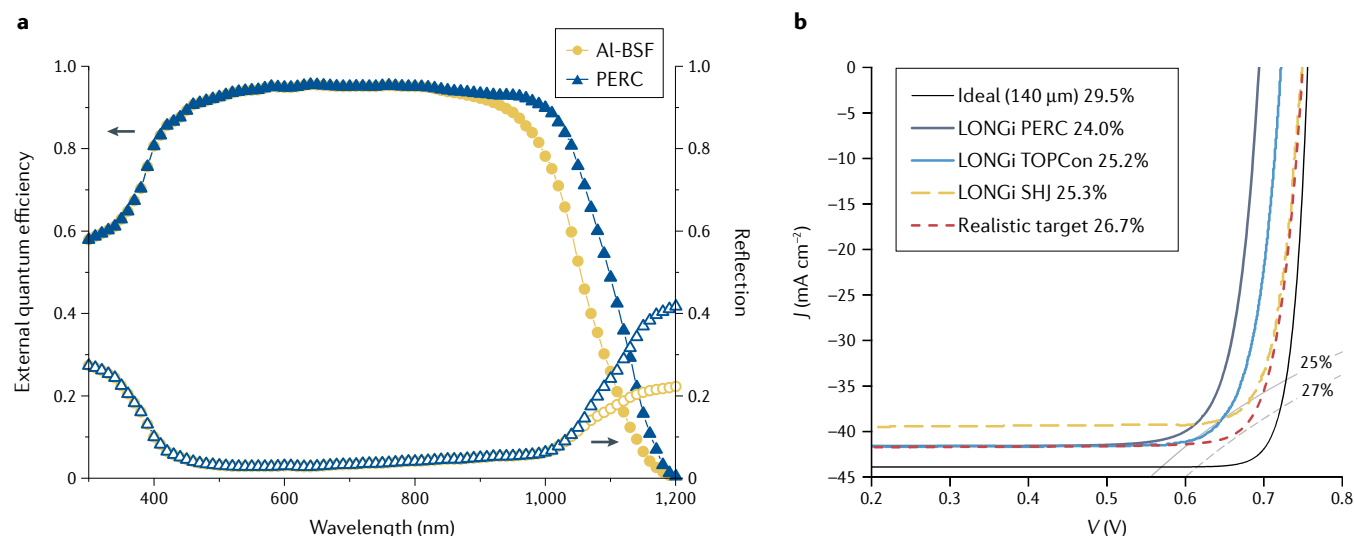 a
Al-BSF
PERC
1.0
0.8
0.6
0.4
0.2
0
External quantum efficiency
1.0
0.8
0.6
0.4
0.2
0
Reflection
400
600
800
1,000
1,200
Wavelength (nm)
b
Ideal (140 μm) 29.5%
LONGi PERC 24.0%
LONGi TOPCon 25.2%
LONGi SHJ 25.3%
Realistic target 26.7%
25%
27%
0
−5
−10
−15
−20
−25
−30
−35
−40
−45
J (mA cm⁻²)
0.2
0.3
0.4
0.5
0.6
0.7
0.8
V (V)